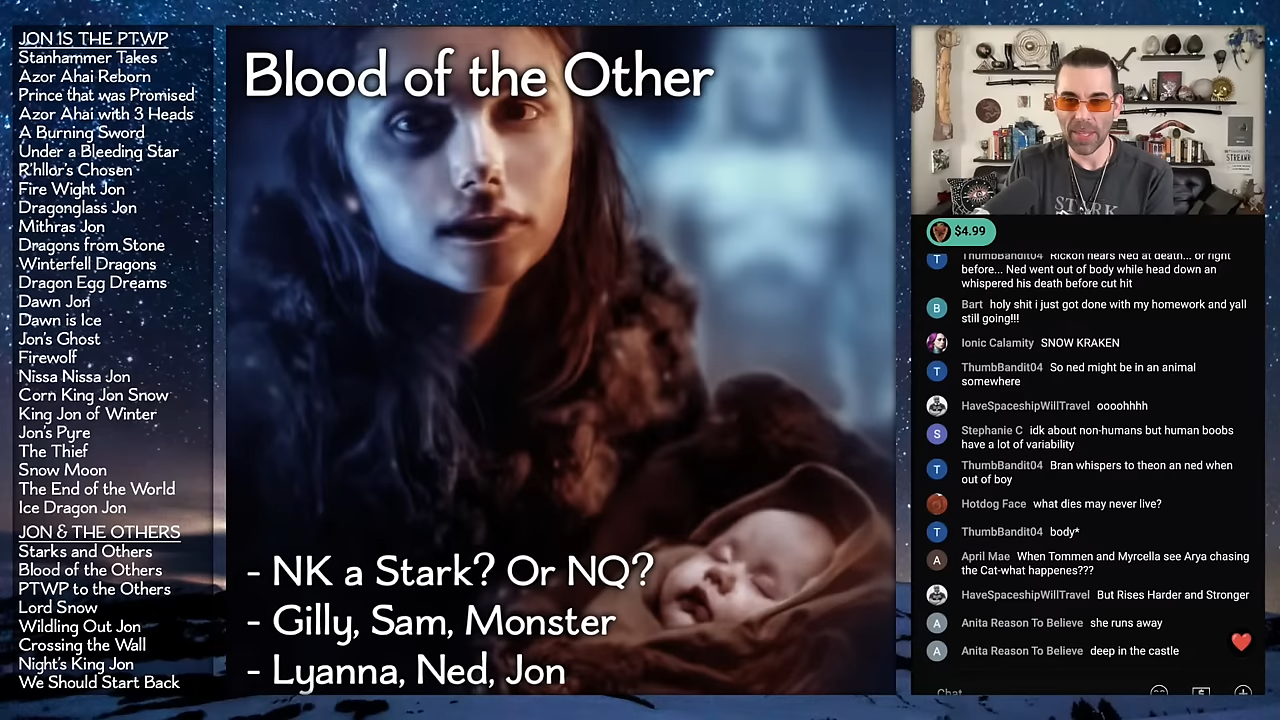 JON IS THE PTWP
Stanhammer Takes
Azor Ahai Reborn
Prince that was Promised
Azor Ahai with 3 Heads
A Burning Sword
Under a Bleeding Star
R'hllor's Chosen
Fire Wight Jon
Dragonglass Jon
Mithras Jon
Dragons from Stone
Winterfell Dragons
Dragon Egg Dreams
Dawn Jon
Dawn is Ice
Jon's Ghost
Firewolf
Nissa Nissa Jon
Corn King Jon Snow
King Jon of Winter
Jon's Pyre
The Thief
Snow Moon
The End of the World
Ice Dragon Jon
JON & THE OTHERS
Starks and Others
Blood of the Others
PTWP to the Others
Lord Snow
Wildling Out Jon
Crossing the Wall
Night's King Jon
We Should Start Back
Blood of the Other
- NK a Stark? Or NQ?
- Gilly, Sam, Monster
- Lyanna, Ned, Jon
STARK
STREAMR
$4.99
T ThumbBandit04 Rickon hears Ned at death... or right
before... Ned went out of body while head down an
whispered his death before cut hit
B Bart holy shit i just got done with my homework and yall
still going!!!
Ionic Calamity SNOW KRAKEN
T ThumbBandit04 So ned might be in an animal
somewhere
HaveSpaceshipWillTravel oooohhhh
S Stephanie C idk about non-humans but human boobs
have a lot of variability
T ThumbBandit04 Bran whispers to theon an ned when
out of boy
Hotdog Face what dies may never live?
T ThumbBandit04 body*
A April Mae When Tommen and Myrcella see Arya chasing
the Cat-what happenes???
HaveSpaceshipWillTravel But Rises Harder and Stronger
A Anita Reason To Believe she runs away
A Anita Reason To Believe deep in the castle
Chat